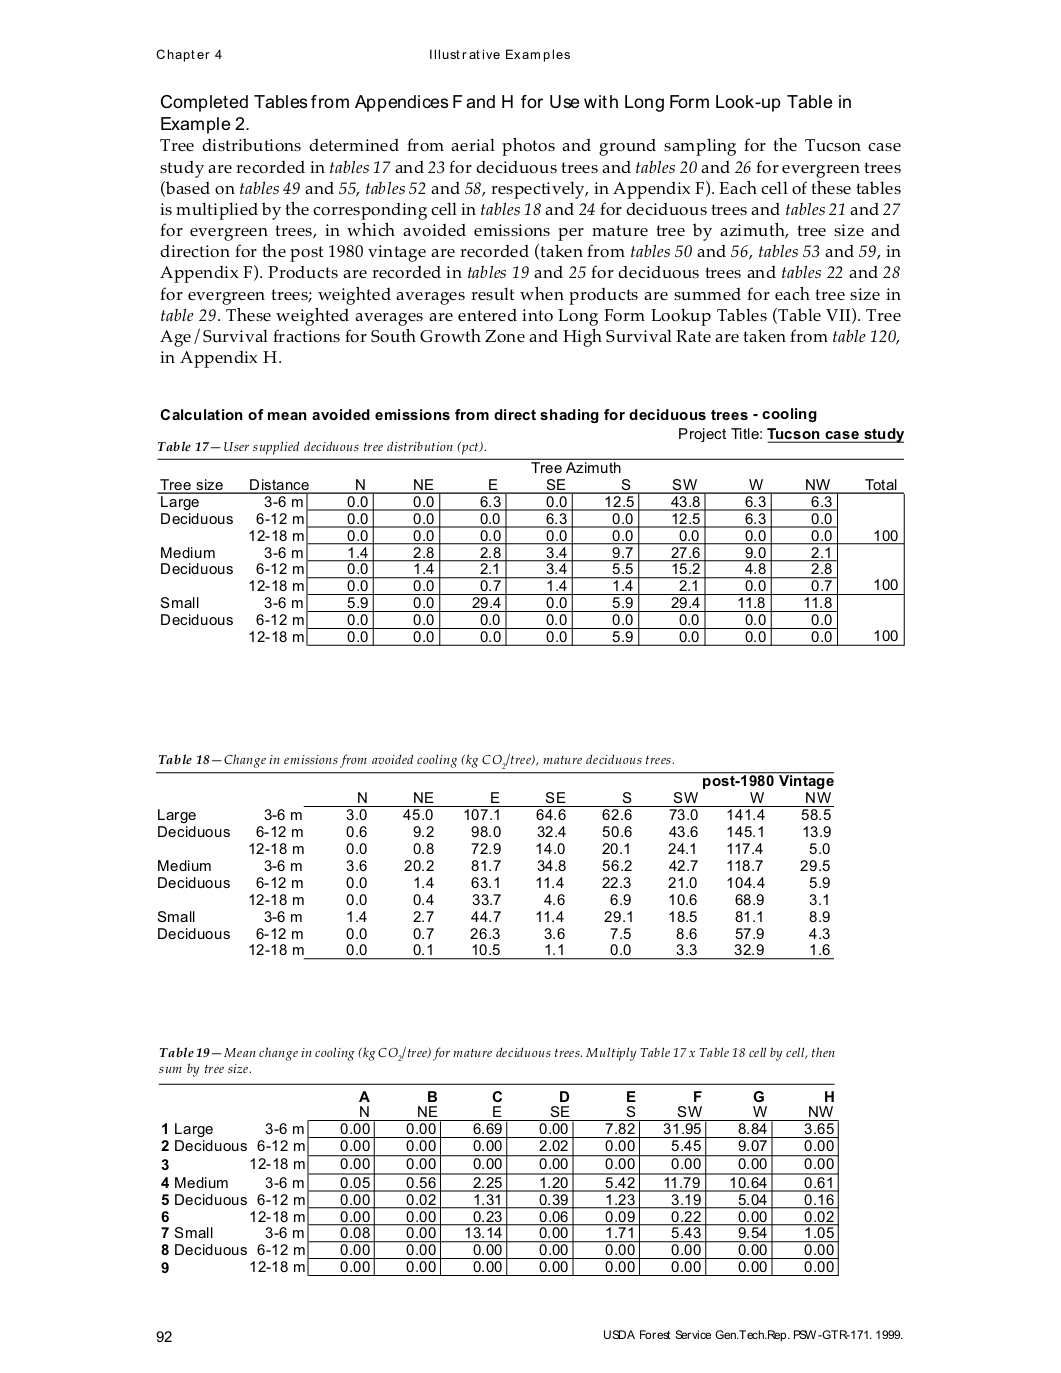 Chapter 4 Illustrative Examples
Completed Tables from Appendices F and H for Use with Long Form Look-up Table in
Example 2.
Tree distributions determined from aerial photos and ground sampling for the Tucson case
study are recorded in tables 17 and 23 for deciduous trees and tables 20 and 26 for evergreen trees
(based on tables 49 and 55, tables 52 and 58, respectively, in Appendix F). Each cell of these tables
is multiplied by the corresponding cell in tables 18 and 24 for deciduous trees and tables 21 and 27
for evergreen trees, in which avoided emissions per mature tree by azimuth, tree size and
direction for the post 1980 vintage are recorded (taken from tables 50 and 56, tables 53 and 59, in
Appendix F). Products are recorded in tables 19 and 25 for deciduous trees and tables 22 and 28
for evergreen trees; weighted averages result when products are summed for each tree size in
table 29. These weighted averages are entered into Long Form Lookup Tables (Table VII). Tree
Age/Survival fractions for South Growth Zone and High Survival Rate are taken from table 120,
in Appendix H.
Calculation of mean avoided emissions from direct shading for deciduous trees - cooling
Project Title: Tucson case study
Table 17—User supplied deciduous tree distribution (pct).
Tree Azimuth
Tree size Distance N NE E SE S SW W NW Total
Large 3-6 m 0.0 0.0 6.3 0.0 12.5 43.8 6.3 6.3
Deciduous 6-12 m 0.0 0.0 0.0 6.3 0.0 12.5 6.3 0.0
12-18 m 0.0 0.0 0.0 0.0 0.0 0.0 0.0 0.0 100
Medium 3-6 m 1.4 2.8 2.8 3.4 9.7 27.6 9.0 2.1
Deciduous 6-12 m 0.0 1.4 2.1 3.4 5.5 15.2 4.8 2.8
12-18 m 0.0 0.0 0.7 1.4 1.4 2.1 0.0 0.7 100
Small 3-6 m 5.9 0.0 29.4 0.0 5.9 29.4 11.8 11.8
Deciduous 6-12 m 0.0 0.0 0.0 0.0 0.0 0.0 0.0 0.0
12-18 m 0.0 0.0 0.0 0.0 5.9 0.0 0.0 0.0 100
Table 18—Change in emissions from avoided cooling (kg CO2/tree), mature deciduous trees.
post-1980 Vintage
N NE E SE S SW W NW
Large 3-6 m 3.0 45.0 107.1 64.6 62.6 73.0 141.4 58.5
Deciduous 6-12 m 0.6 9.2 98.0 32.4 50.6 43.6 145.1 13.9
12-18 m 0.0 0.8 72.9 14.0 20.1 24.1 117.4 5.0
Medium 3-6 m 3.6 20.2 81.7 34.8 56.2 42.7 118.7 29.5
Deciduous 6-12 m 0.0 1.4 63.1 11.4 22.3 21.0 104.4 5.9
12-18 m 0.0 0.4 33.7 4.6 6.9 10.6 68.9 3.1
Small 3-6 m 1.4 2.7 44.7 11.4 29.1 18.5 81.1 8.9
Deciduous 6-12 m 0.0 0.7 26.3 3.6 7.5 8.6 57.9 4.3
12-18 m 0.0 0.1 10.5 1.1 0.0 3.3 32.9 1.6
Table 19—Mean change in cooling (kg CO2/tree) for mature deciduous trees. Multiply Table 17 x Table 18 cell by cell, then
sum by tree size.
A B C D E F G H
N NE E SE S SW W NW
1 Large 3-6 m 0.00 0.00 6.69 0.00 7.82 31.95 8.84 3.65
2 Deciduous 6-12 m 0.00 0.00 0.00 2.02 0.00 5.45 9.07 0.00
3 12-18 m 0.00 0.00 0.00 0.00 0.00 0.00 0.00 0.00
4 Medium 3-6 m 0.05 0.56 2.25 1.20 5.42 11.79 10.64 0.61
5 Deciduous 6-12 m 0.00 0.02 1.31 0.39 1.23 3.19 5.04 0.16
6 12-18 m 0.00 0.00 0.23 0.06 0.09 0.22 0.00 0.02
7 Small 3-6 m 0.08 0.00 13.14 0.00 1.71 5.43 9.54 1.05
8 Deciduous 6-12 m 0.00 0.00 0.00 0.00 0.00 0.00 0.00 0.00
9 12-18 m 0.00 0.00 0.00 0.00 0.00 0.00 0.00 0.00
92 USDA Forest Service Gen.Tech.Rep. PSW-GTR-171. 1999.